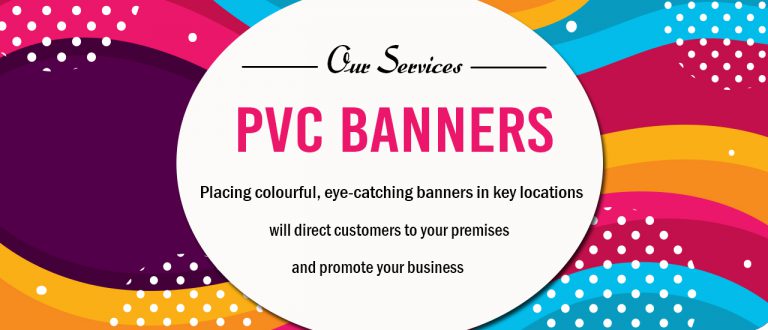 Our Services
PVC BANNERS
Placing colourful, eye-catching banners in key locations
will direct customers to your premises
and promote your business